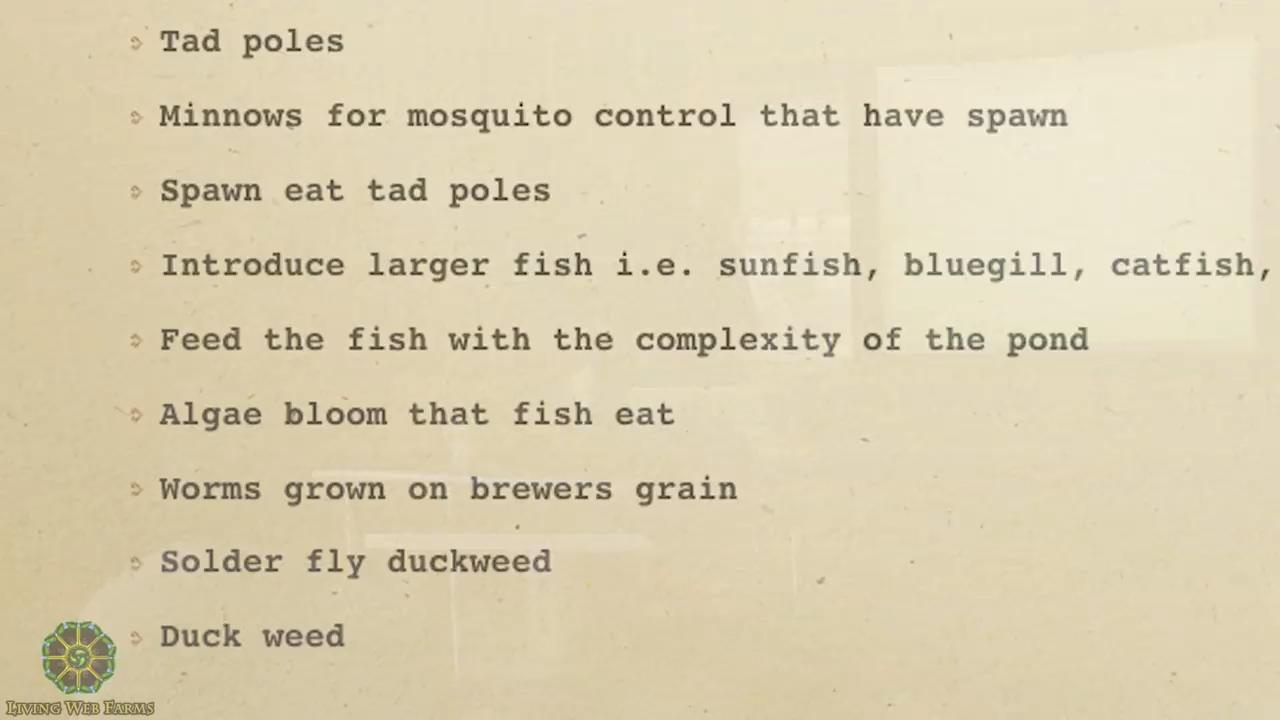 Tad poles
Minnows for mosquito control that have spawn
Spawn eat tad poles
Introduce larger fish i.e. sunfish, bluegill, catfish,
Feed the fish with the complexity of the pond
Algae bloom that fish eat
Worms grown on brewers grain
Solder fly duckweed
Duck weed
Living Web Farms